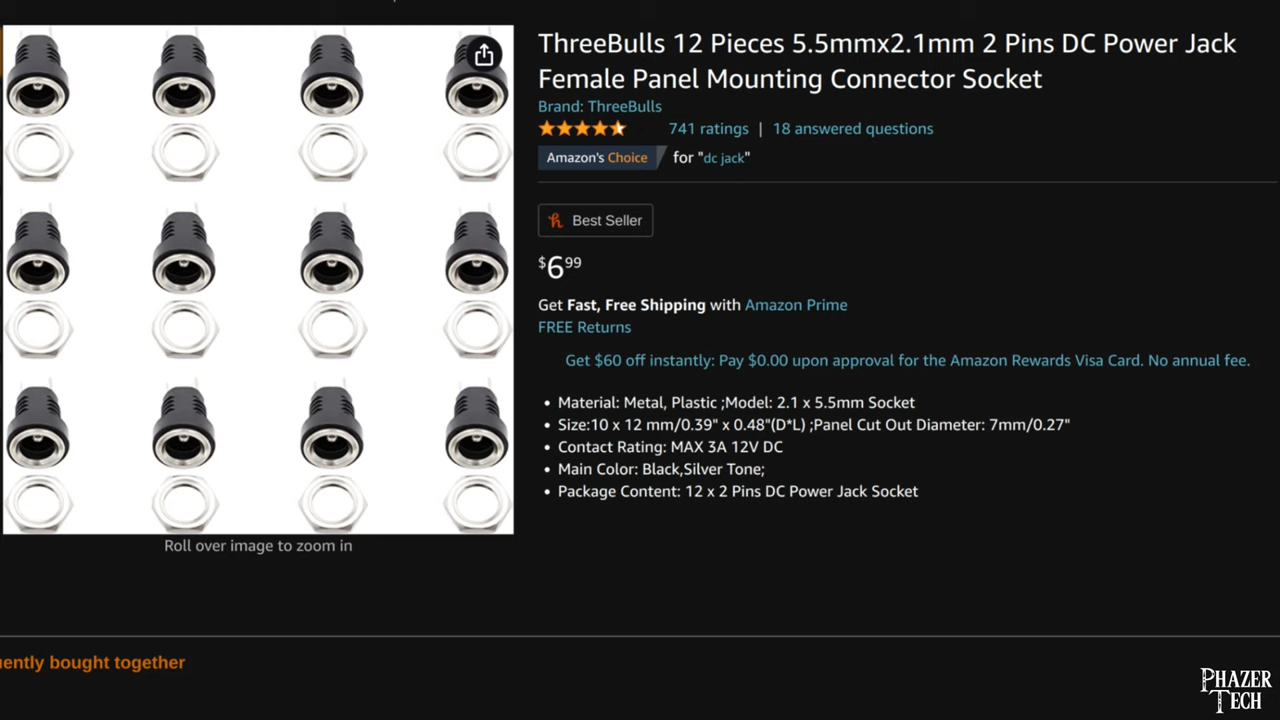 ThreeBulls 12 Pieces 5.5mmx2.1mm 2 Pins DC Power Jack
Female Panel Mounting Connector Socket
Brand: ThreeBulls
741 ratings | 18 answered questions
Amazon's Choice for "dc jack"
Best Seller
$6.99
Get Fast, Free Shipping with Amazon Prime
FREE Returns
Get $60 off instantly: Pay $0.00 upon approval for the Amazon Rewards Visa Card. No annual fee.
• Material: Metal, Plastic ;Model: 2.1 x 5.5mm Socket
• Size:10 x 12 mm/0.39" x 0.48"(D*L) ;Panel Cut Out Diameter: 7mm/0.27"
• Contact Rating: MAX 3A 12V DC
• Main Color: Black,Silver Tone;
• Package Content: 12 x 2 Pins DC Power Jack Socket
Roll over image to zoom in
uently bought together
PHAZER
TECH